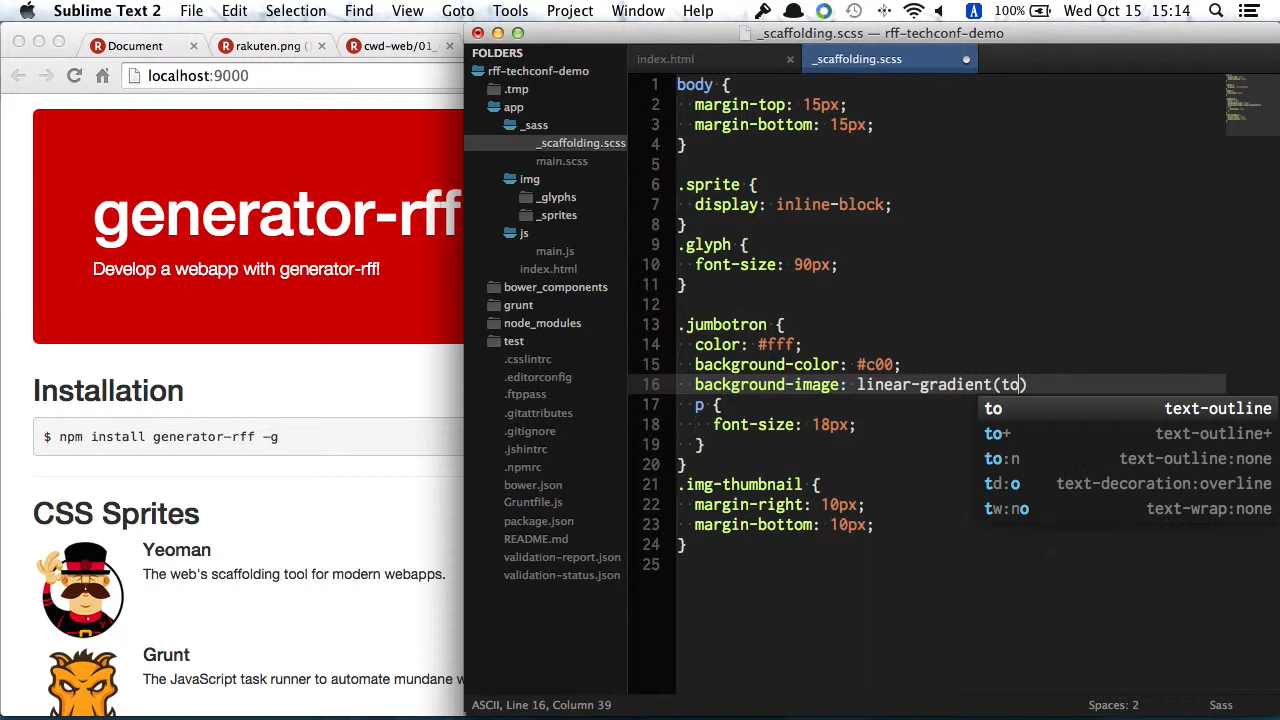 Sublime Text 2 File Edit Selection Find View Goto Tools Project Window Help A 100% Wed Oct 15 15:14
Document rakuten.png ( cwd-web/01_
localhost:9000
generator-rff
Develop a webapp with generator-rff!
Installation
$ npm install generator-rff -g
CSS Sprites
Yeoman
The web's scaffolding tool for modern webapps.
Grunt
The JavaScript task runner to automate mundane w
_scaffolding.scss — rff-techconf-demo
FOLDERS
rff-techconf-demo
.tmp
app
_sass
_scaffolding.scss
main.scss
img
_glyphs
_sprites
js
main.js
index.html
bower_components
grunt
node_modules
test
.csslintrc
.editorconfig
.ftppass
.gitattributes
.gitignore
.jshintrc
.npmrc
bower.json
Gruntfile.js
package.json
README.md
validation-report.json
validation-status.json
index.html _scaffolding.scss
1 body {
2 margin-top: 15px;
3 margin-bottom: 15px;
4 }
5
6 .sprite {
7 display: inline-block;
8 }
9 .glyph {
10 font-size: 90px;
11 }
12
13 .jumbotron {
14 color: #fff;
15 background-color: #c00;
16 background-image: linear-gradient(to)
17 p {
18 font-size: 18px;
19 }
20 }
21 .img-thumbnail {
22 margin-right: 10px;
23 margin-bottom: 10px;
24 }
25
to text-outline
to+ text-outline+
to:n text-outline:none
td:o text-decoration:overline
tw:no text-wrap:none
ASCII, Line 16, Column 39 Spaces: 2 Sass